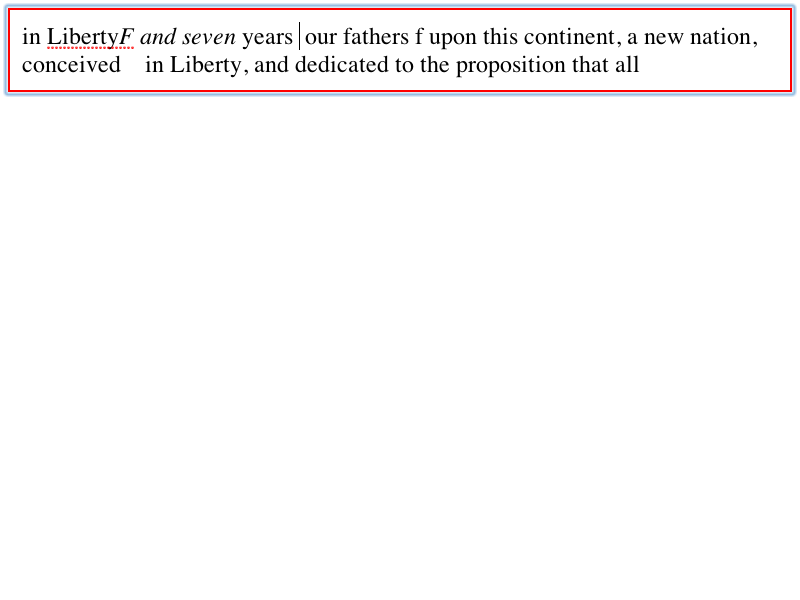 in LibertyF and seven years our fathers f upon this continent, a new nation,
conceived    in Liberty, and dedicated to the proposition that all